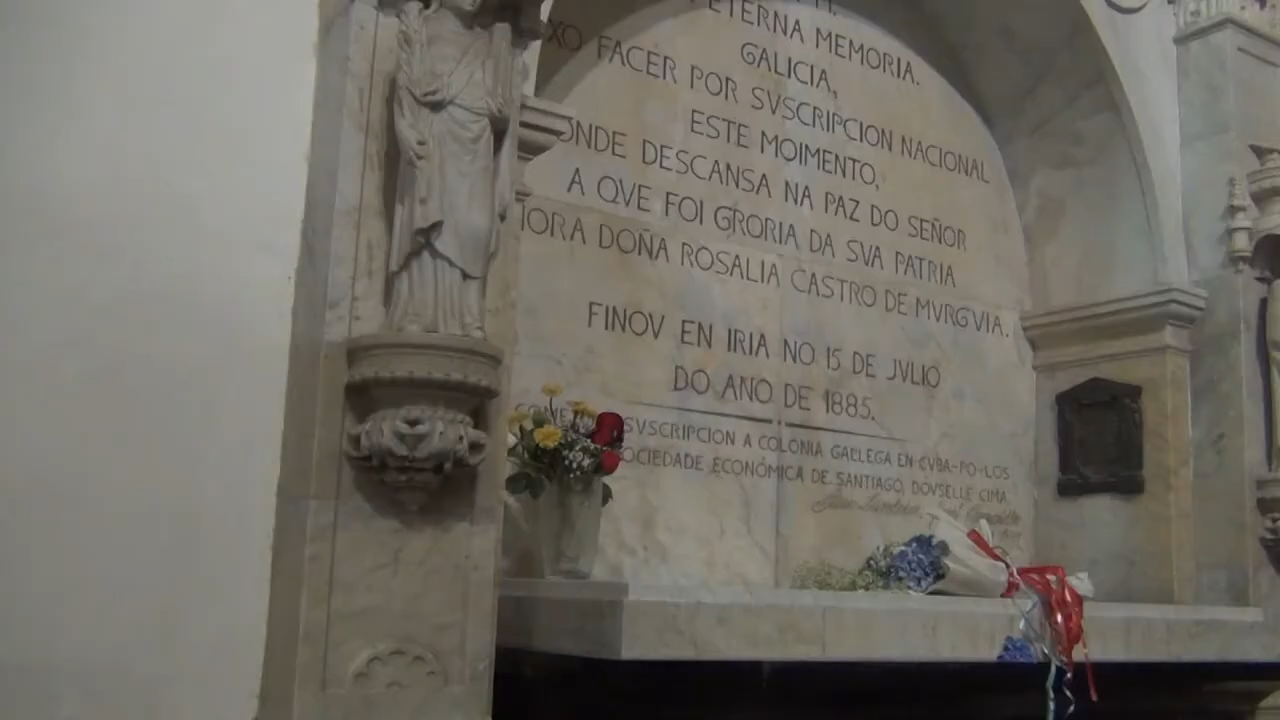 ETERNA MEMORIA.
GALICIA,
XO FACER POR SVSCRIPCION NACIONAL
ESTE MOIMENTO,
ONDE DESCANSA NA PAZ DO SEÑOR
A QVE FOI GRORIA DA SVA PATRIA
ÑORA DOÑA ROSALIA CASTRO DE MVRGVIA.
FINOV EN IRIA NO 15 DE JVLIO
DO ANO DE 1885.
SVSCRIPCION A COLONIA GALLEGA EN CVBA-PO-LOS
OCIEDADE ECONÓMICA DE SANTIAGO, DOVSELLE CIMA.